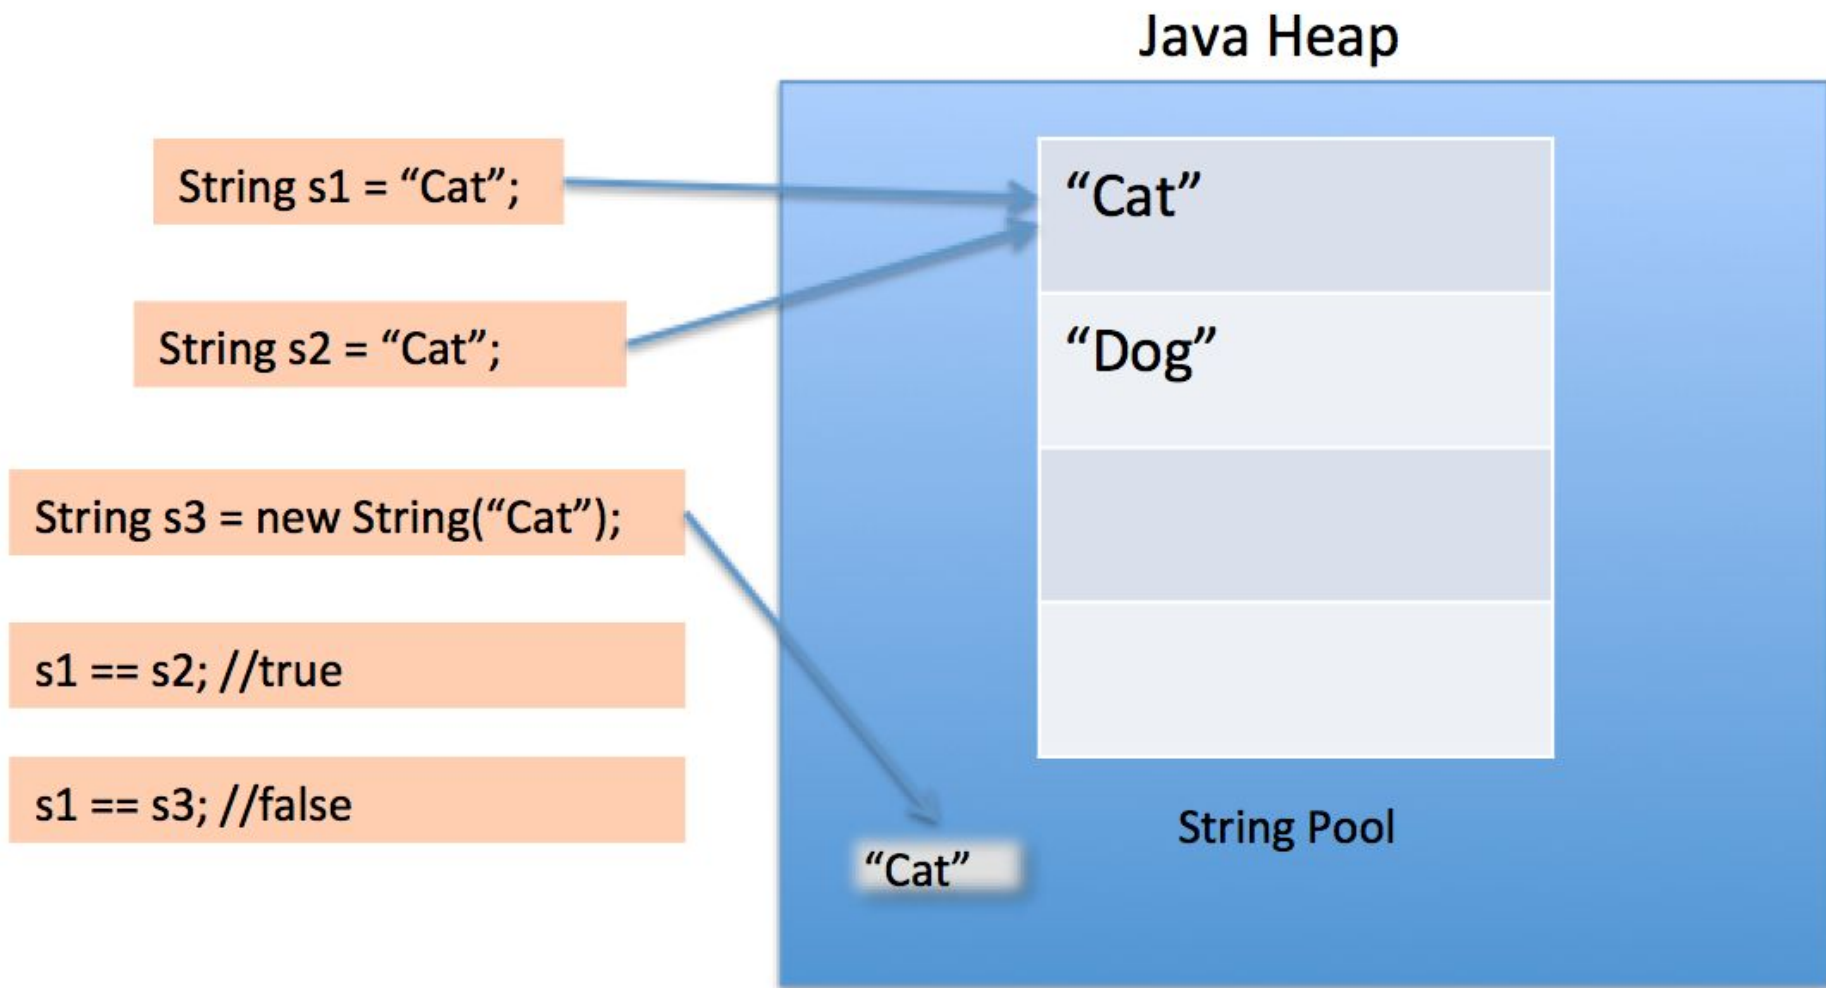 Java Heap
String s1 = “Cat”;
String s2 = “Cat”;
String s3 = new String(“Cat”);
s1 == s2; //true
s1 == s3; //false
“Cat”
“Dog”
String Pool
“Cat”